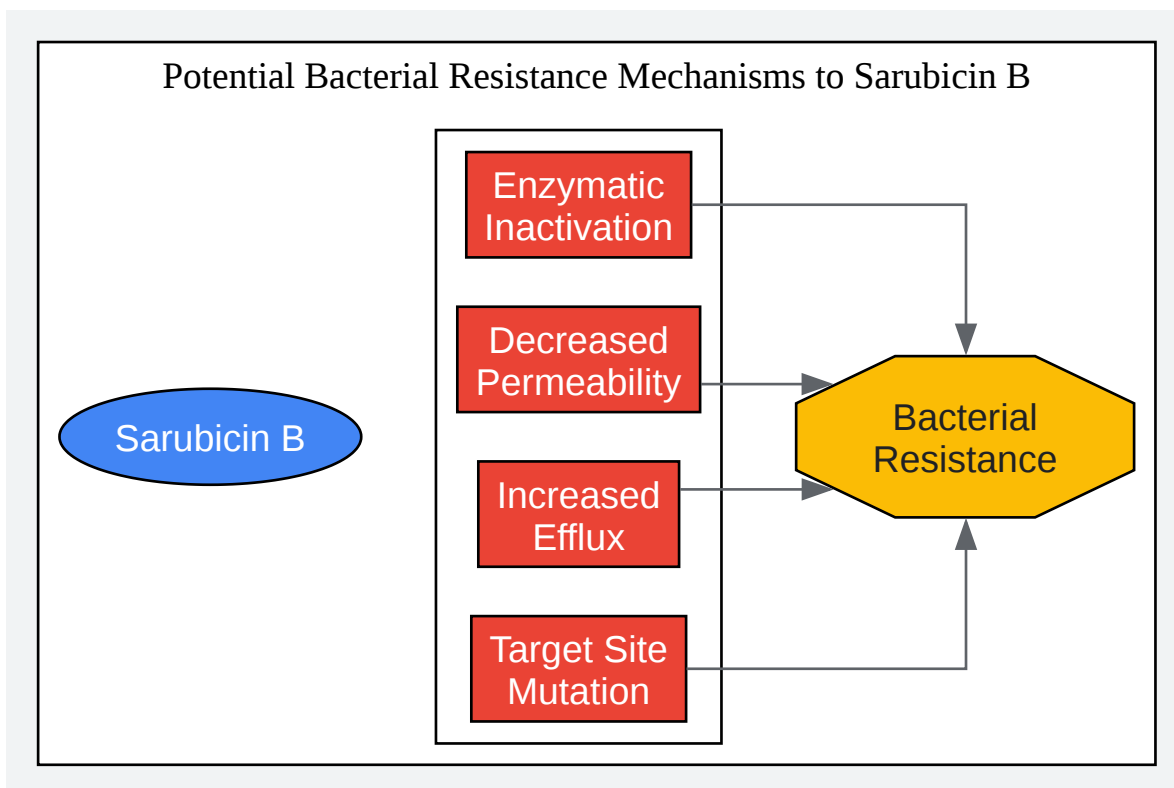 Potential Bacterial Resistance Mechanisms to Sarubicin B
Enzymatic
Inactivation
Decreased
Permeability
Sarubicin B
Bacterial
Resistance
Increased
Efflux
Target Site
Mutation